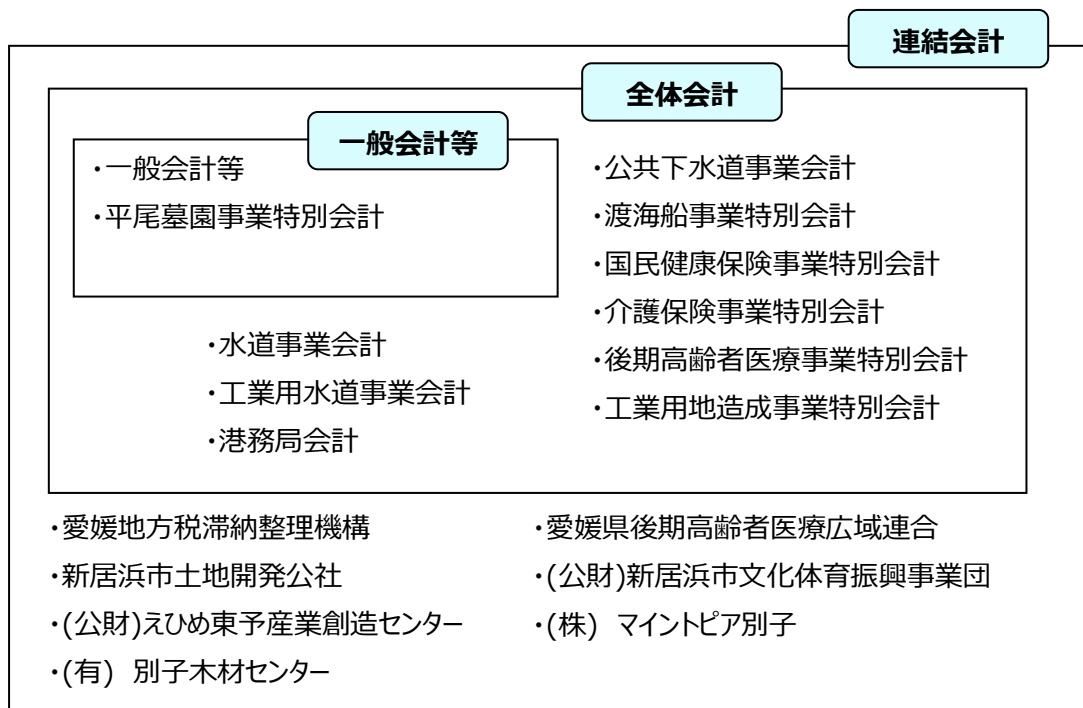 連結会計
全体会計
一般会計等
・一般会計等
・平尾墓園事業特別会計
・水道事業会計
・工業用水道事業会計
・港務局会計
・公共下水道事業会計
・渡海船事業特別会計
・国民健康保険事業特別会計
・介護保険事業特別会計
・後期高齢者医療事業特別会計
・工業用地造成事業特別会計
・愛媛地方税滞納整理機構
・新居浜市土地開発公社
・(公財)えひめ東予産業創造センター
・(有) 別子木材センター
・愛媛県後期高齢者医療広域連合
・(公財)新居浜市文化体育振興事業団
・(株) マイントピア別子